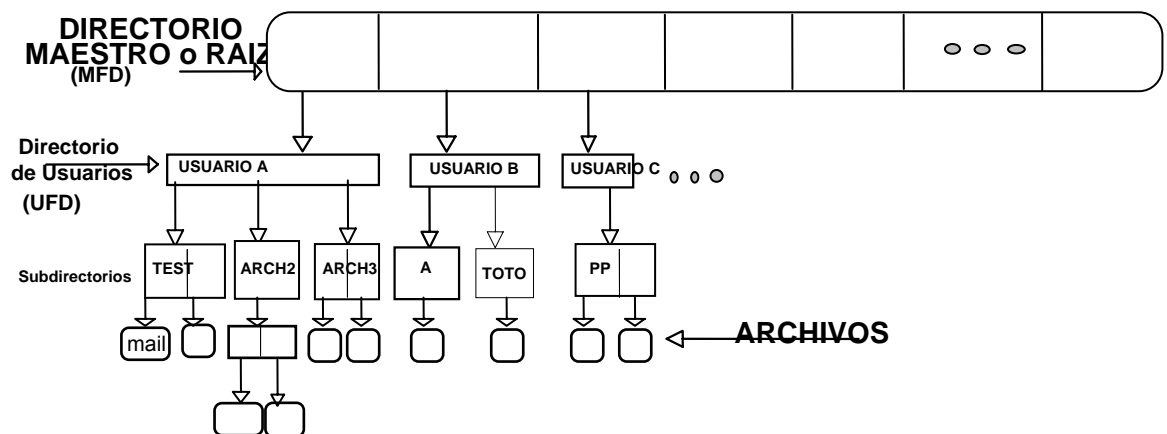 DIRECTORIO
MAESTRO o RAIZ
(MFD)
Directorio
de Usuarios
(UFD)
USUARIO A
USUARIO B
USUARIO C
Subdirectorios
TEST
ARCH2
ARCH3
A
TOTO
PP
mail
ARCHIVOS